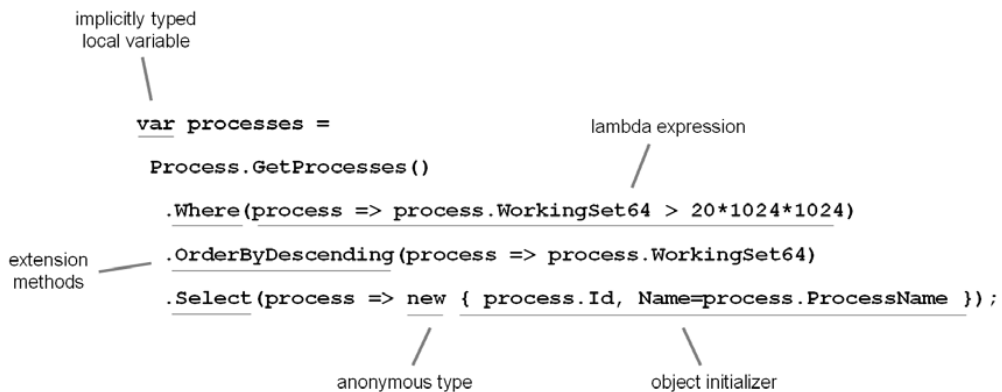 implicitly typed
local variable
var processes =
lambda expression
Process.GetProcesses()
.Where(process => process.WorkingSet64 > 20*1024*1024)
extension
methods
.OrderByDescending(process => process.WorkingSet64)
.Select(process => new { process.Id, Name=process.ProcessName });
anonymous type
object initializer